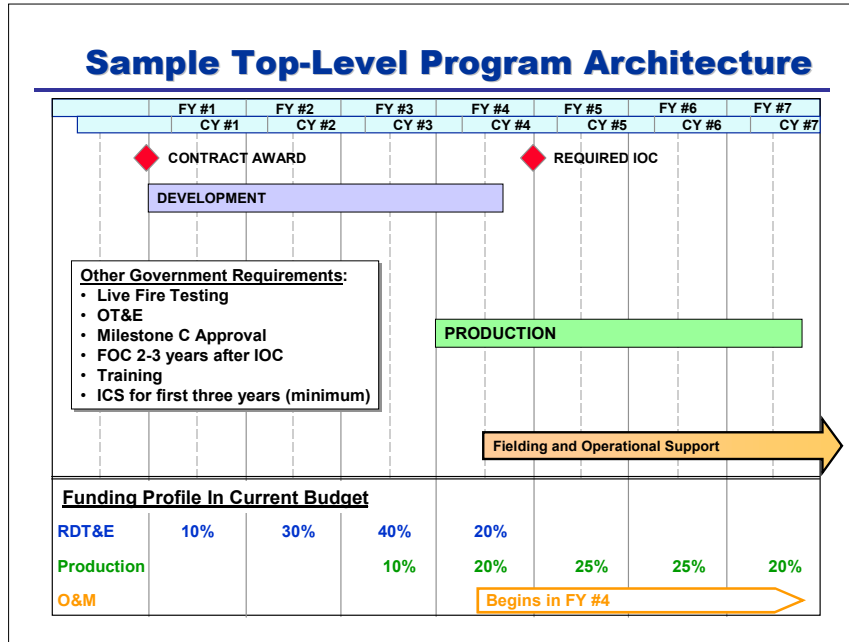 Sample Top-Level Program Architecture
FY #1 FY #2 FY #3 FY #4 FY #5 FY #6 FY #7
CY #1 CY #2 CY #3 CY #4 CY #5 CY #6 CY #7
CONTRACT AWARD REQUIRED IOC
DEVELOPMENT
Other Government Requirements:
• Live Fire Testing
• OT&E
• Milestone C Approval
• FOC 2-3 years after IOC
• Training
• ICS for first three years (minimum)
PRODUCTION
Fielding and Operational Support
Funding Profile In Current Budget
RDT&E 10% 30% 40% 20%
Production 10% 20% 25% 25% 20%
O&M Begins in FY #4